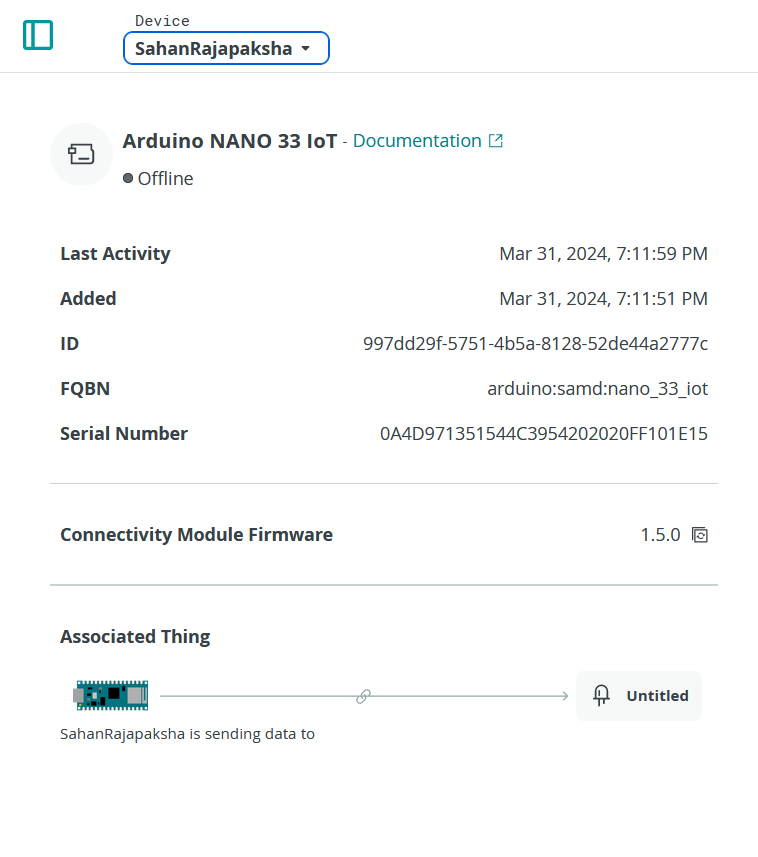 Device
SahanRajapaksha
Arduino NANO 33 IoT - Documentation
Offline
Last Activity Mar 31, 2024, 7:11:59 PM
Added Mar 31, 2024, 7:11:51 PM
ID 997dd29f-5751-4b5a-8128-52de44a2777c
FQBN arduino:samd:nano_33_iot
Serial Number 0A4D971351544C3954202020FF101E15
Connectivity Module Firmware 1.5.0
Associated Thing
Untitled
SahanRajapaksha is sending data to